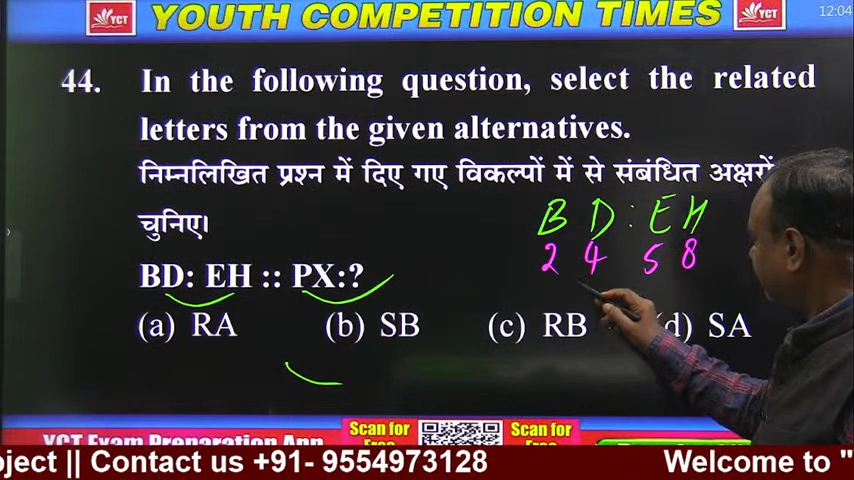 YCT
YOUTH COMPETITION TIMES
YCT
12:04
44. In the following question, select the related
letters from the given alternatives.
निम्नलिखित प्रश्न में दिए गए विकल्पों में से संबंधित अक्षरों
चुनिए।
B D : E H
2 4 5 8
BD: EH :: PX:?
(a) RA (b) SB (c) RB (d) SA
YCT Exam Preparation App
Scan for
Free
Scan for
Free
oject || Contact us +91- 9554973128 Welcome to "